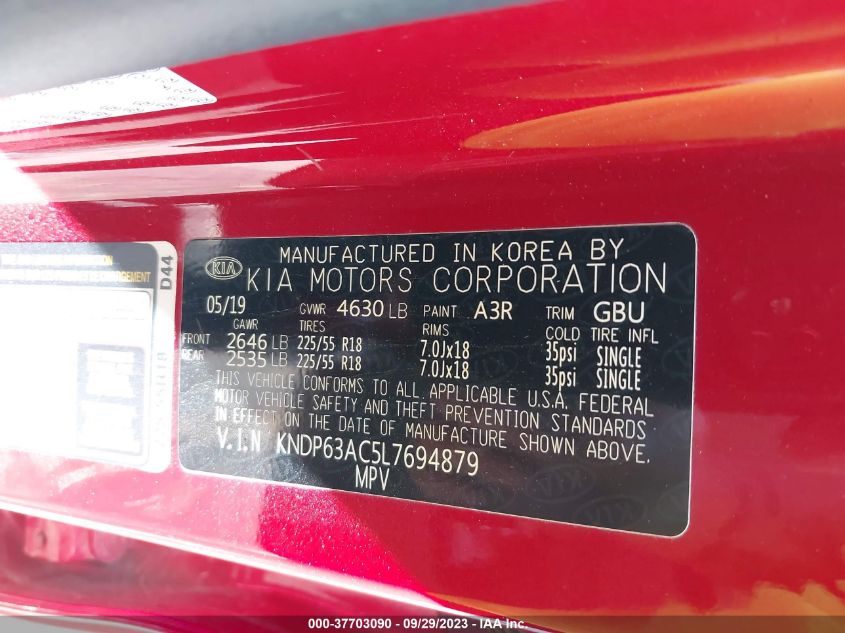 MANUFACTURED IN KOREA BY
KIA KIA MOTORS CORPORATION
05/19 GVWR 4630 LB PAINT A3R TRIM GBU
GAWR TIRES RIMS COLD TIRE INFL
FRONT 2646 LB 225/55 R18 7.0Jx18 35psi SINGLE
REAR 2535 LB 225/55 R18 7.0Jx18 35psi SINGLE
THIS VEHICLE CONFORMS TO ALL APPLICABLE U.S.A. FEDERAL
MOTOR VEHICLE SAFETY AND THEFT PREVENTION STANDARDS
IN EFFECT ON THE DATE OF MANUFACTURE SHOWN ABOVE.
V.I.N KNDP63AC5L7694879
MPV
D44
000-37703090 - 09/29/2023 - IAA Inc.